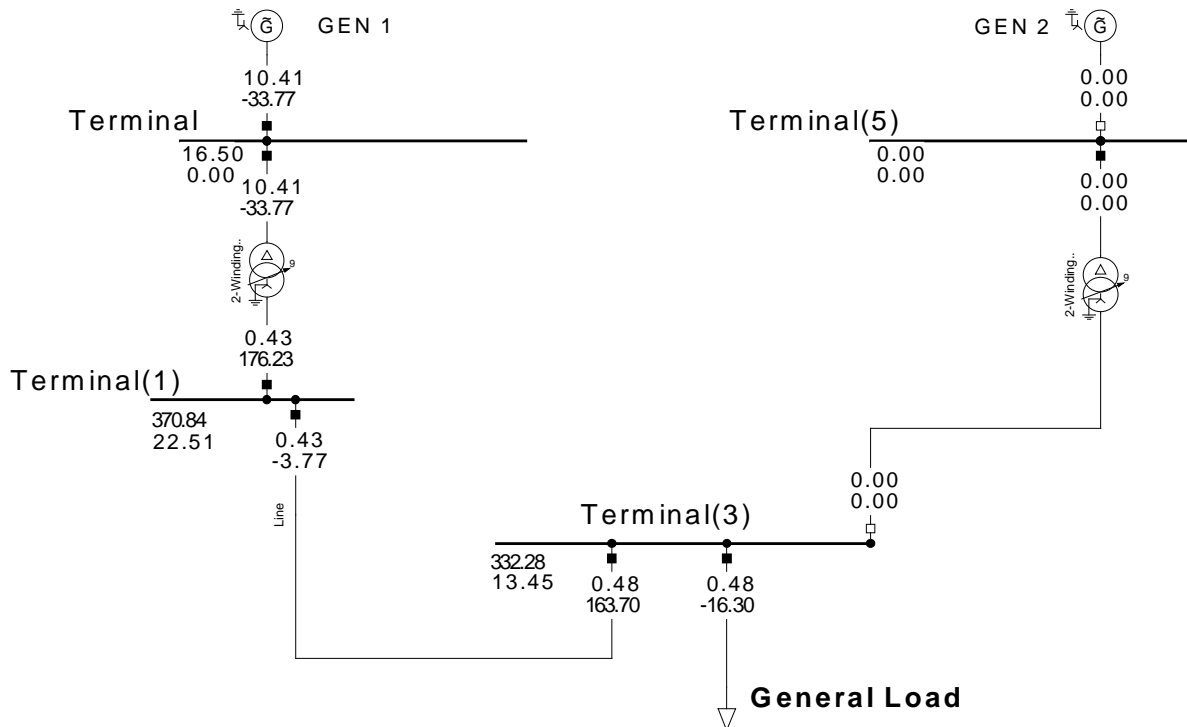 G̃
GEN 1
GEN 2
G̃
10.41
-33.77
0.00
0.00
Terminal
Terminal(5)
16.50
0.00
0.00
0.00
10.41
-33.77
0.00
0.00
2-Winding..
9
2-Winding..
9
0.43
176.23
Terminal(1)
370.84
22.51
0.43
-3.77
Line
0.00
0.00
Terminal(3)
332.28
13.45
0.48
163.70
0.48
-16.30
General Load